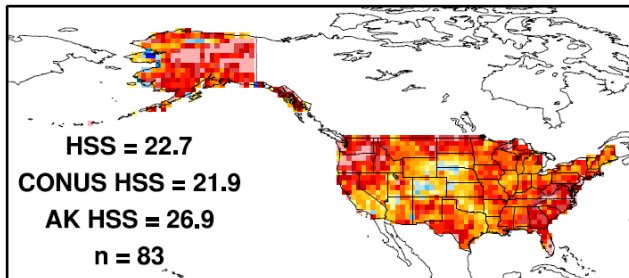 HSS = 22.7
CONUS HSS = 21.9
AK HSS = 26.9
n = 83